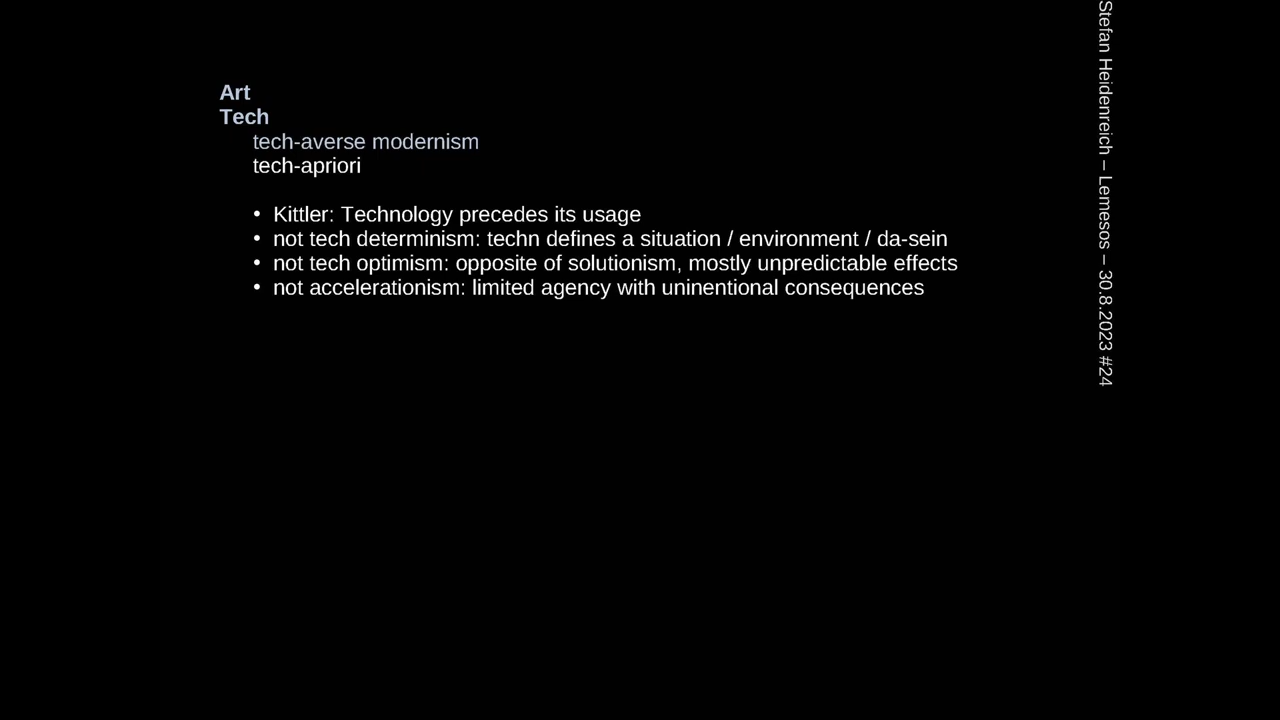 Art
Tech
tech-averse modernism
tech-apriori
• Kittler: Technology precedes its usage
• not tech determinism: techn defines a situation / environment / da-sein
• not tech optimism: opposite of solutionism, mostly unpredictable effects
• not accelerationism: limited agency with uninentional consequences
Stefan Heidenreich – Lemesos – 30.8.2023 #24